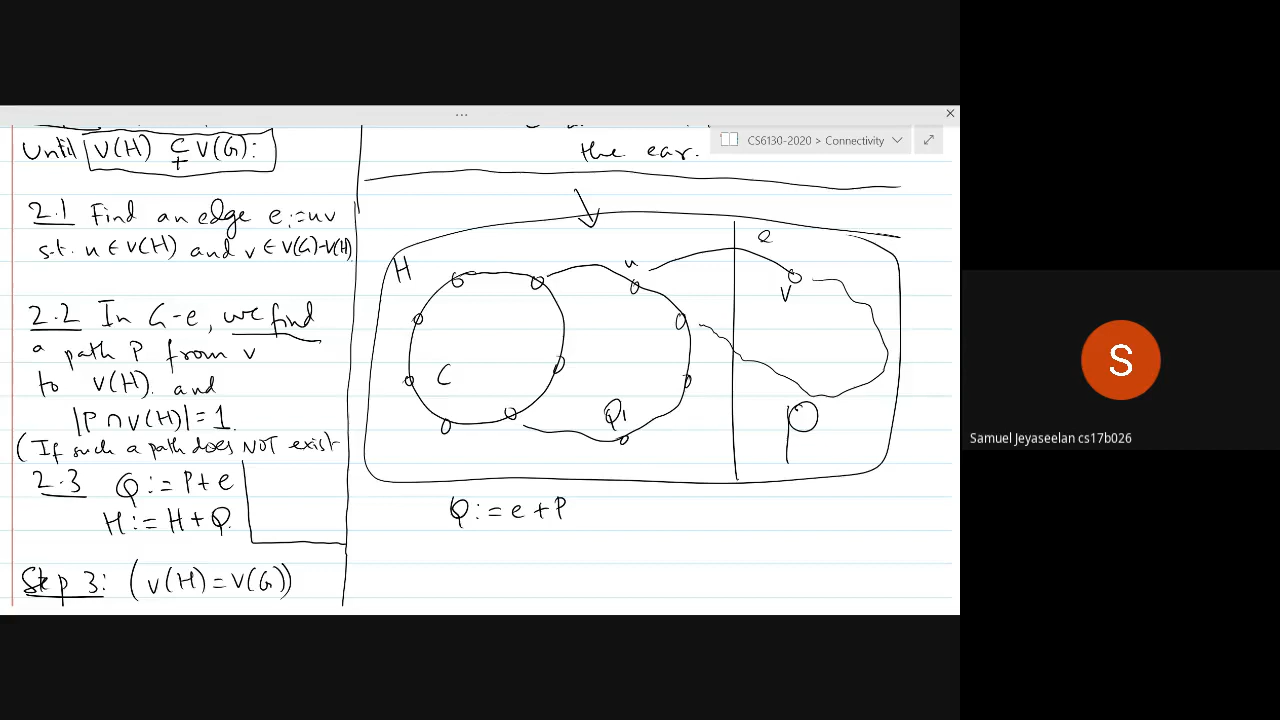 CS6130-2020 > Connectivity
Until V(H) ⊊ V(G):
2.1 Find an edge e:=uv
s.t. u ∈ V(H) and v ∈ V(G)-V(H)
2.2 In G-e, we find
a path P from v
to V(H) and
|P ∩ V(H)| = 1.
(If such a path does NOT exist
2.3 Q := P+e
H := H+Q
Step 3: (V(H) = V(G))
the ear.
H
C
Q1
u
e
v
P
Q := e+P
S
Samuel Jeyaseelan cs17b026